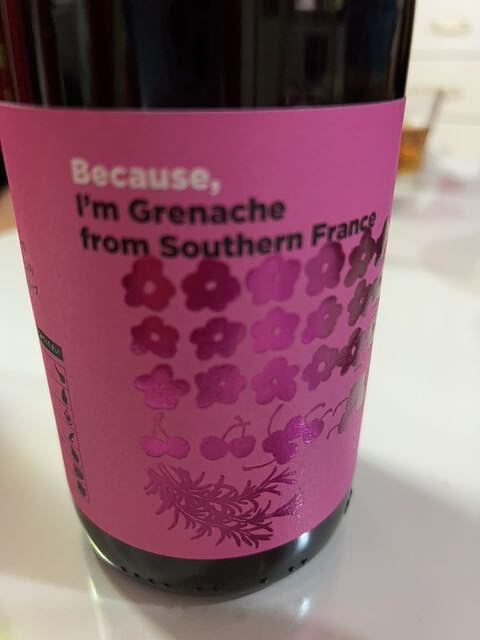 Because,
I'm Grenache
from Southern France